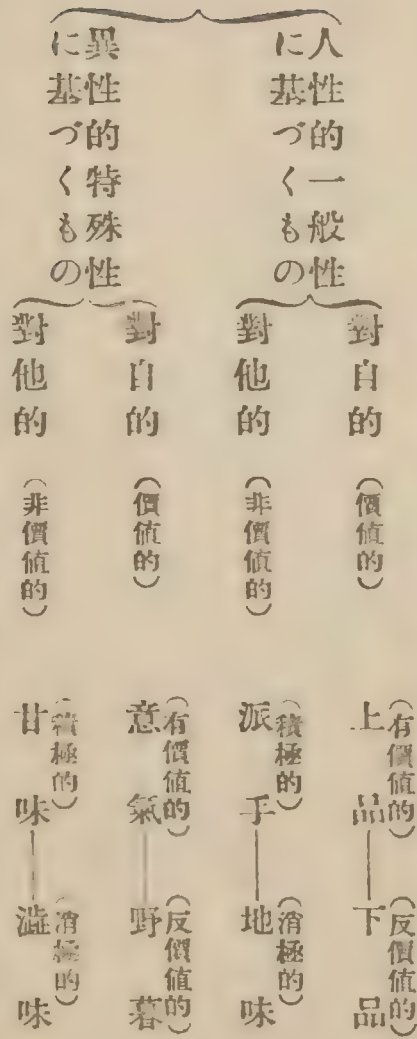 人性的一般性
に基づくもの
對自的
（價値的）
（有價値的）
上品——下品
（反價値的）
對他的
（非價値的）
（積極的）
派手——地味
（消極的）
異性的特殊性
に基づくもの
對自的
（價値的）
（有價値的）
意氣——野暮
（反價値的）
對他的
（非價値的）
（積極的）
甘味——澁味
（消極的）